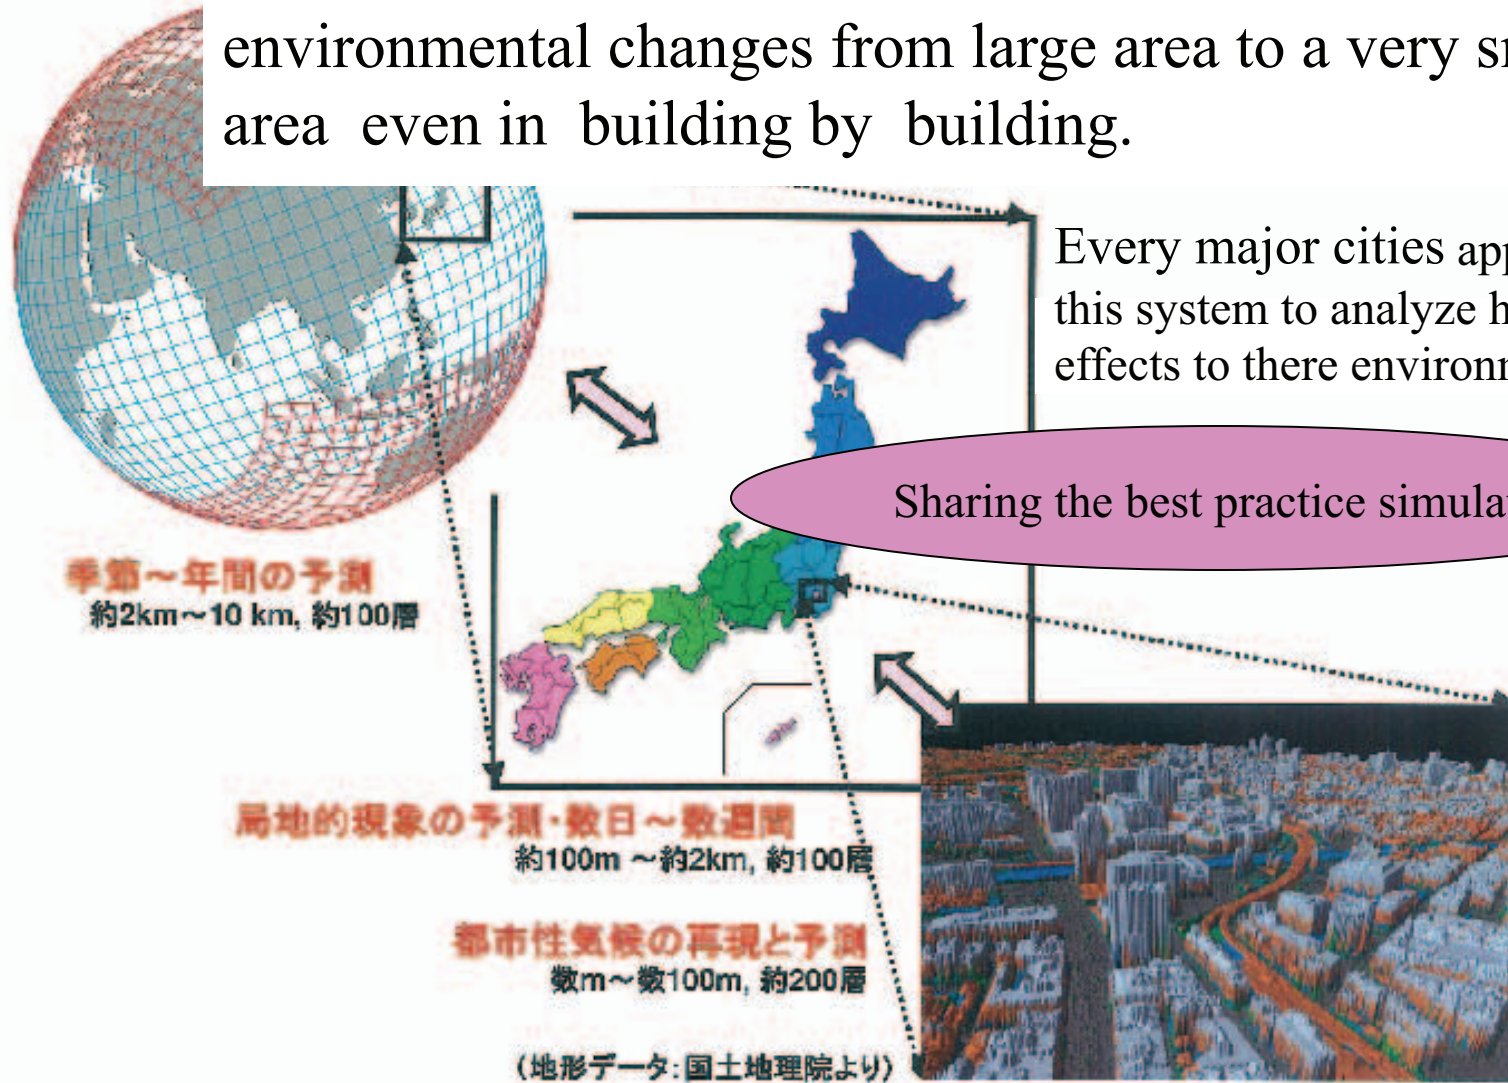 environmental changes from large area to a very
area even in building by building.
Every major cities
this system to analyze
effects to there
Sharing the best practice
季節～年間の予測
約2km～10 km, 約100層
局地的現象の予測・数日～数週間
約100m ～約2km, 約100層
都市性気候の再現と予測
数m～数100m, 約200層
（地形データ：国土地理院より）